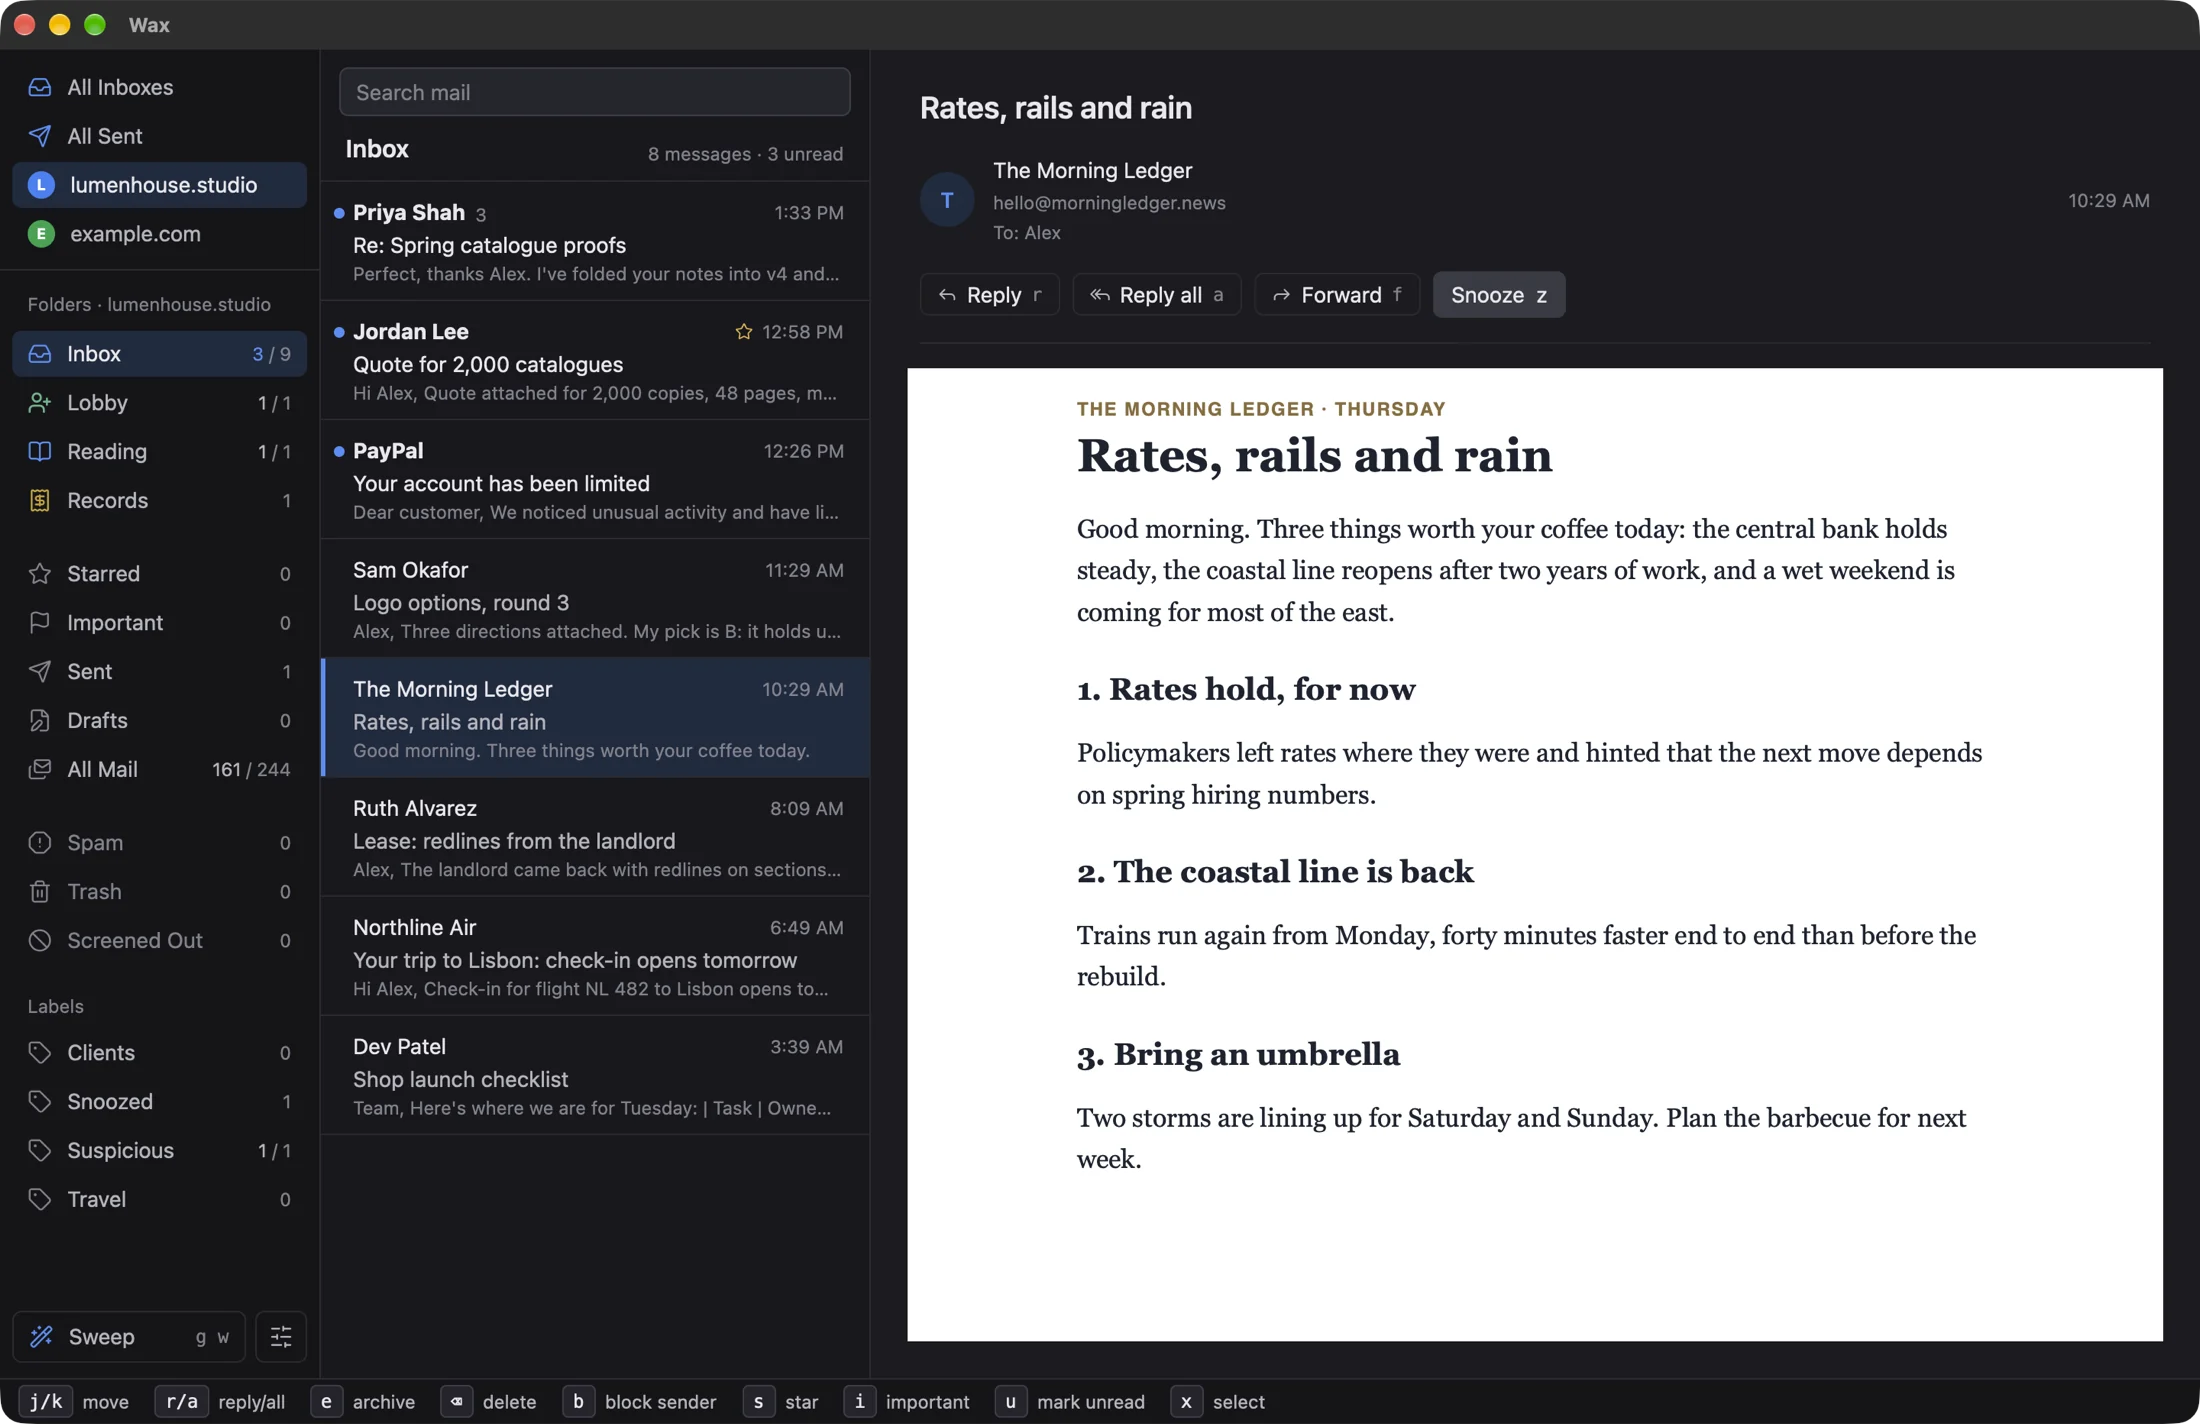 Wax
All Inboxes
All Sent
L lumenhouse.studio
E example.com
Folders · lumenhouse.studio
Inbox 3 / 9
Lobby 1 / 1
Reading 1 / 1
Records 1
Starred 0
Important 0
Sent 1
Drafts 0
All Mail 161 / 244
Spam 0
Trash 0
Screened Out 0
Labels
Clients 0
Snoozed 1
Suspicious 1 / 1
Travel 0
Sweep g w
Search mail
Inbox 8 messages · 3 unread
Priya Shah 3 1:33 PM
Re: Spring catalogue proofs
Perfect, thanks Alex. I've folded your notes into v4 and...
Jordan Lee 12:58 PM
Quote for 2,000 catalogues
Hi Alex, Quote attached for 2,000 copies, 48 pages, m...
PayPal 12:26 PM
Your account has been limited
Dear customer, We noticed unusual activity and have li...
Sam Okafor 11:29 AM
Logo options, round 3
Alex, Three directions attached. My pick is B: it holds u...
The Morning Ledger 10:29 AM
Rates, rails and rain
Good morning. Three things worth your coffee today.
Ruth Alvarez 8:09 AM
Lease: redlines from the landlord
Alex, The landlord came back with redlines on sections...
Northline Air 6:49 AM
Your trip to Lisbon: check-in opens tomorrow
Hi Alex, Check-in for flight NL 482 to Lisbon opens to...
Dev Patel 3:39 AM
Shop launch checklist
Team, Here's where we are for Tuesday: | Task | Owne...
Rates, rails and rain
T
The Morning Ledger
hello@morningledger.news
To: Alex
10:29 AM
Reply r Reply all a Forward f Snooze z
THE MORNING LEDGER · THURSDAY
Rates, rails and rain
Good morning. Three things worth your coffee today: the central bank holds
steady, the coastal line reopens after two years of work, and a wet weekend is
coming for most of the east.
1. Rates hold, for now
Policymakers left rates where they were and hinted that the next move depends
on spring hiring numbers.
2. The coastal line is back
Trains run again from Monday, forty minutes faster end to end than before the
rebuild.
3. Bring an umbrella
Two storms are lining up for Saturday and Sunday. Plan the barbecue for next
week.
j/k move r/a reply/all e archive ⌫ delete b block sender s star i important u mark unread x select